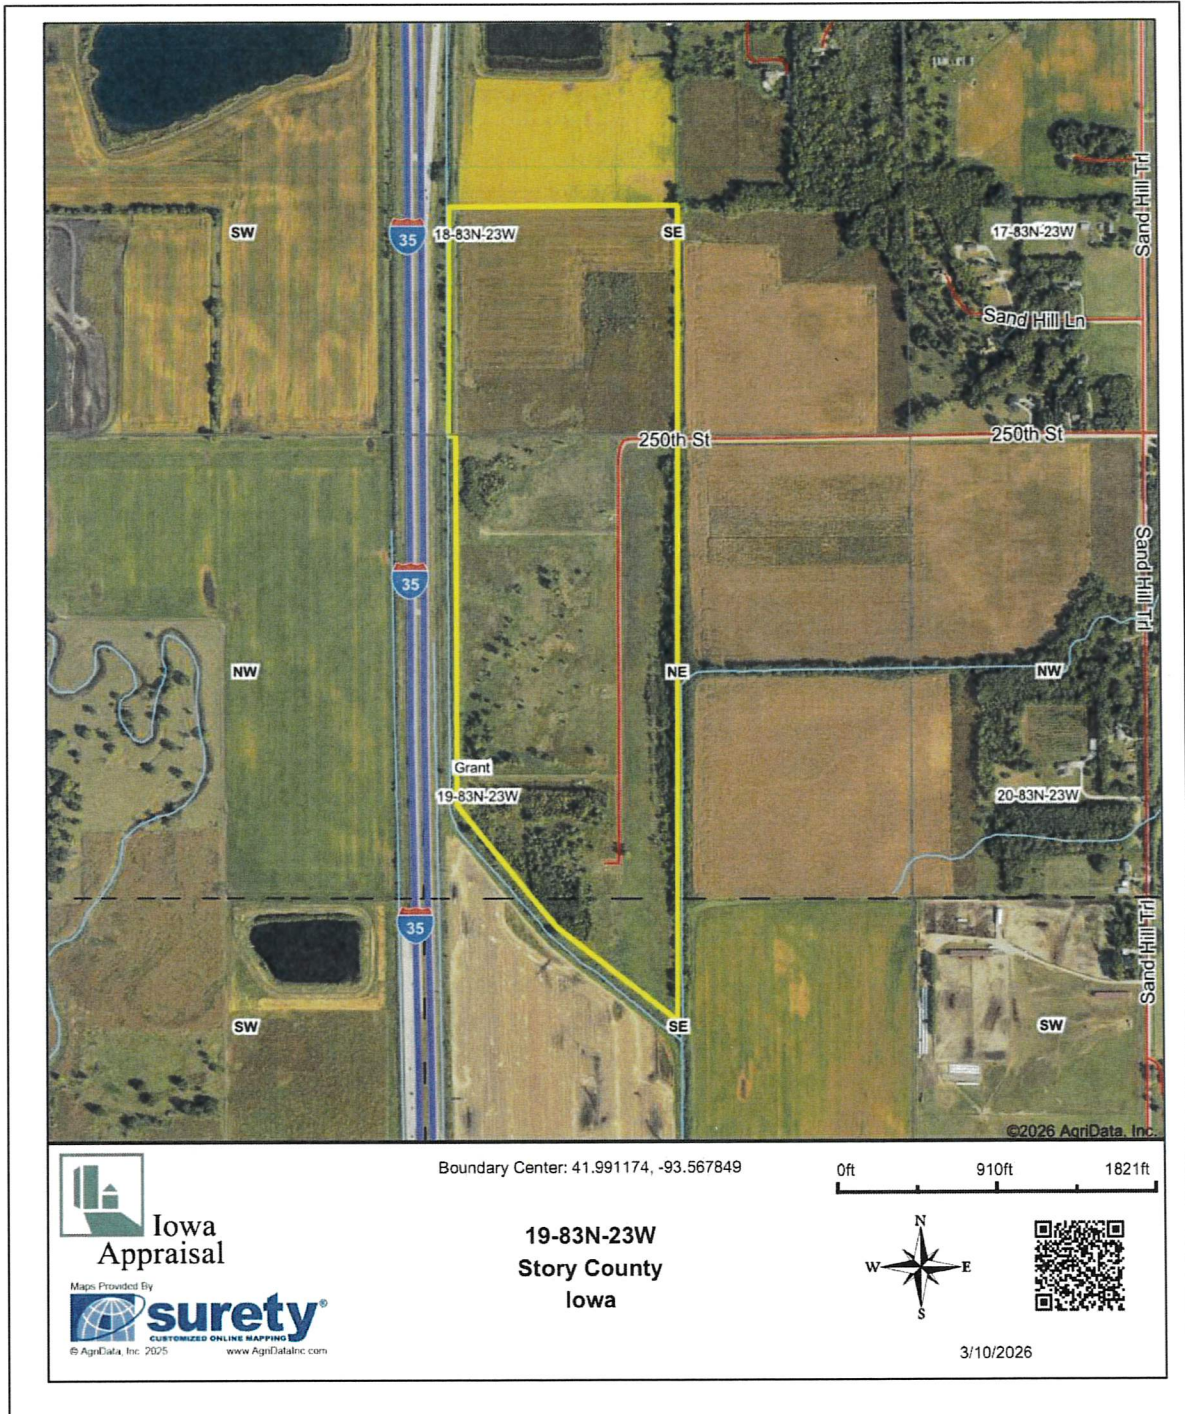 Sand Hill Trl
SW
35
18-83N-23W
SE
17-83N-23W
Sand Hill Ln
250th St
250th St
Sand Hill Trl
35
NW
NE
NW
Grant
19-83N-23W
20-83N-23W
35
Sand Hill Trl
SW
SE
SW
©2026 AgriData, Inc.
Boundary Center: 41.991174, -93.567849
0ft 910ft 1821ft
Iowa
Appraisal
Maps Provided By
surety®
CUSTOMIZED ONLINE MAPPING
© AgriData, Inc. 2025 www.AgriDataInc.com
19-83N-23W
Story County
Iowa
N
W E
S
3/10/2026